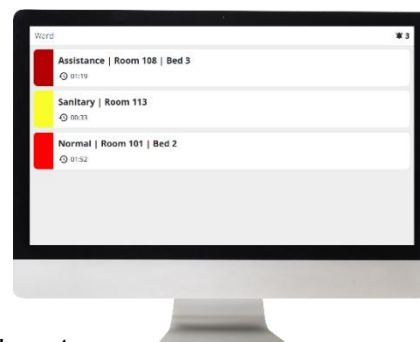 Ward
3
Assistance | Room 108 | Bed 3
01:19
Sanitary | Room 113
00:33
Normal | Room 101 | Bed 2
01:52